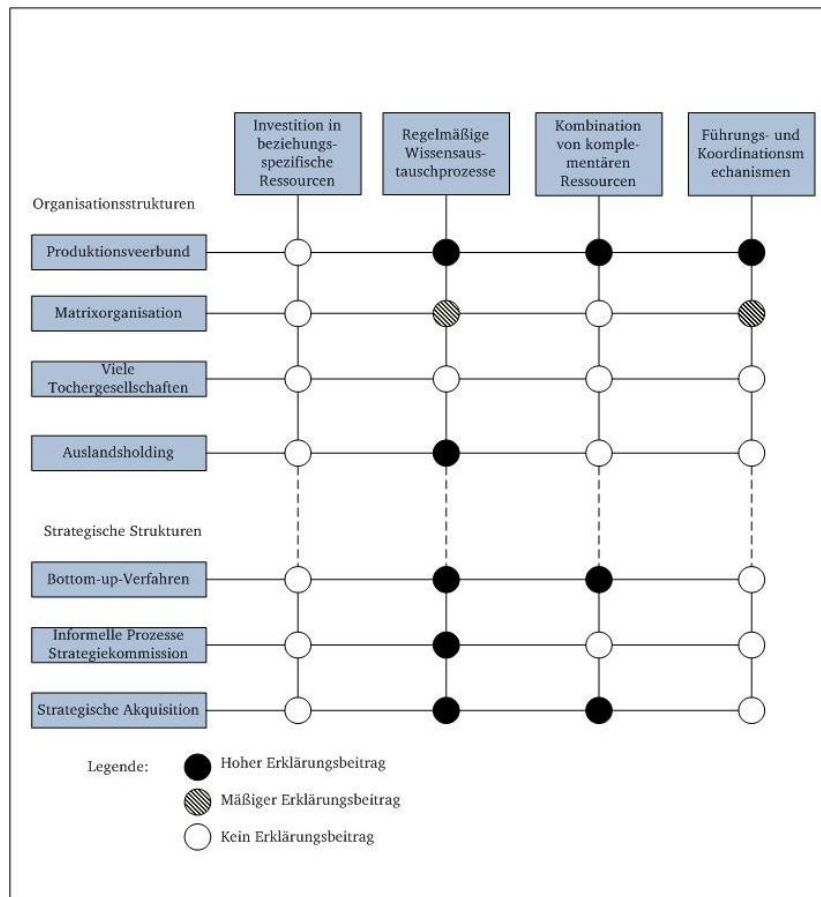 Investition in
beziehungs-
spezifische
Ressourcen
Regelmäßige
Wissensaus-
tauschprozesse
Kombination
von komple-
mentären
Ressourcen
Führungs- und
Koordinationsm
echanismen
Organisationsstrukturen
Produktionsveerbund
Matrixorganisation
Viele
Tochergesellschaften
Auslandsholding
Strategische Strukturen
Bottom-up-Verfahren
Informelle Prozesse
Strategiekommission
Strategische Akquisition
Legende:
Hoher Erklärungsbeitrag
Mäßiger Erklärungsbeitrag
Kein Erklärungsbeitrag